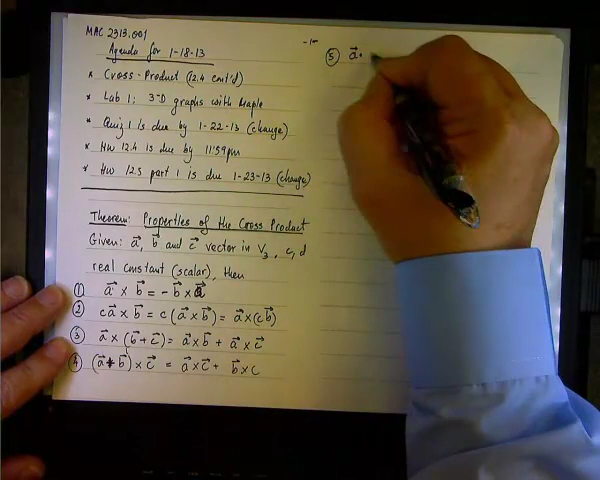 MAC 2313.001
Agenda for 1-18-13
* Cross-Product (12.4 cont'd)
* Lab 1: 3-D graphs with Maple
* Quiz 1 is due by 1-22-13 (change)
* HW 12.4 is due by 11:59pm
* HW 12.5 part 1 is due 1-23-13 (change)
Theorem: Properties of the Cross Product
Given: a⃗, b⃗ and c⃗ vector in V₃, c, d
real constant (scalar), then
① a⃗ × b⃗ = - b⃗ × a⃗
② ca⃗ × b⃗ = c (a⃗ × b⃗) = a⃗ × (c b⃗)
③ a⃗ × (b⃗ + c⃗) = a⃗ × b⃗ + a⃗ × c⃗
④ (a⃗ + b⃗) × c⃗ = a⃗ × c⃗ + b⃗ × c
-1-
⑤ a⃗ ·